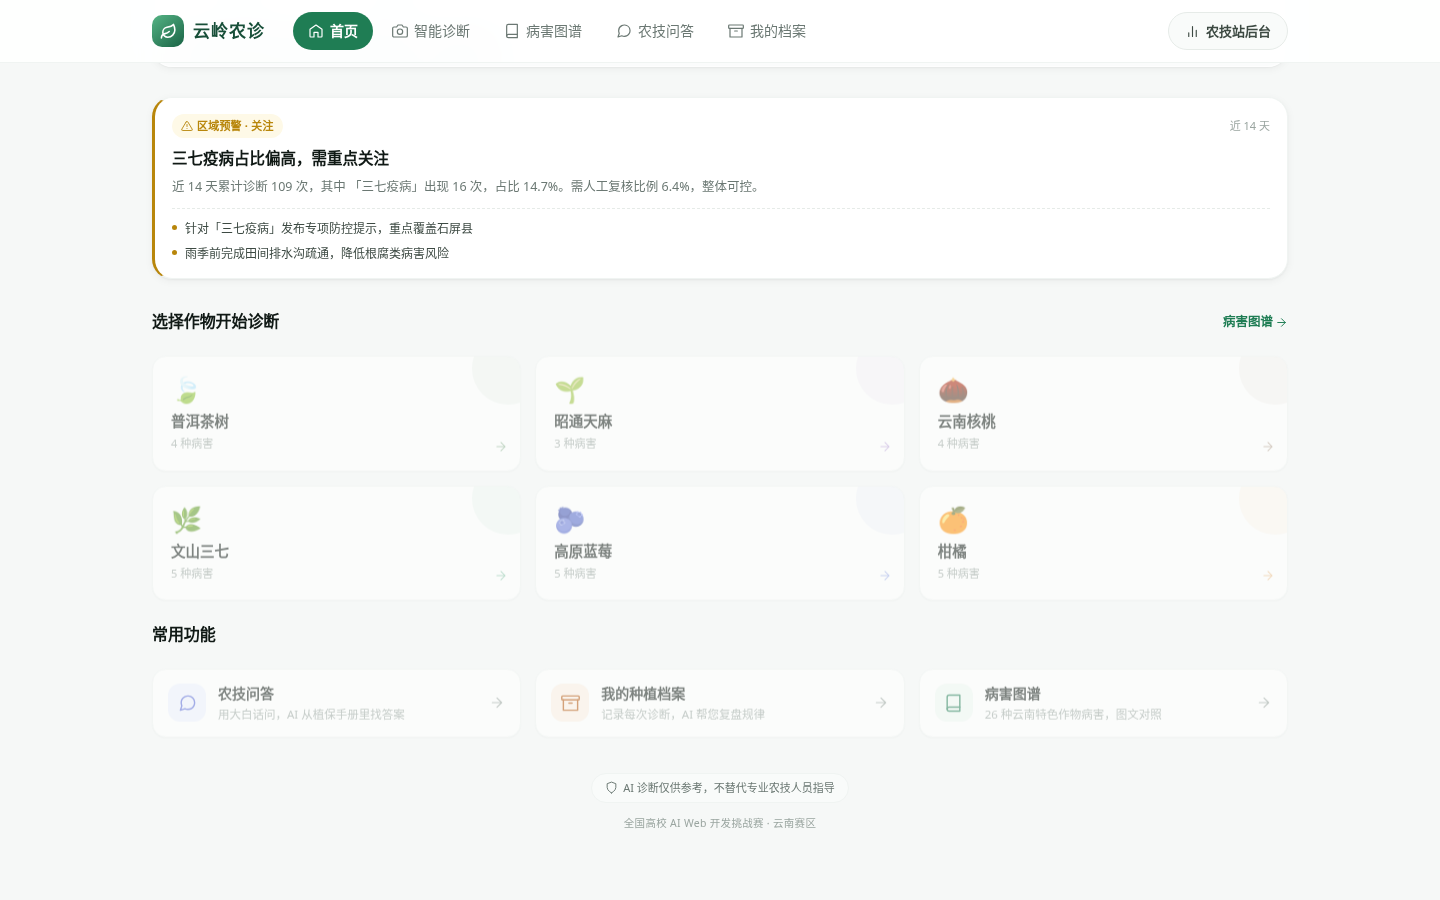 云岭农诊
首页
智能诊断
病害图谱
农技问答
我的档案
农技站后台
区域预警 · 关注
近 14 天
三七疫病占比偏高，需重点关注
近 14 天累计诊断 109 次，其中 「三七疫病」出现 16 次，占比 14.7%。需人工复核比例 6.4%，整体可控。
针对「三七疫病」发布专项防控提示，重点覆盖石屏县
雨季前完成田间排水沟疏通，降低根腐类病害风险
选择作物开始诊断
病害图谱
普洱茶树
4 种病害
昭通天麻
3 种病害
云南核桃
4 种病害
文山三七
5 种病害
高原蓝莓
5 种病害
柑橘
5 种病害
常用功能
农技问答
用大白话问，AI 从植保手册里找答案
我的种植档案
记录每次诊断，AI 帮您复盘规律
病害图谱
26 种云南特色作物病害，图文对照
AI 诊断仅供参考，不替代专业农技人员指导
全国高校 AI Web 开发挑战赛 · 云南赛区